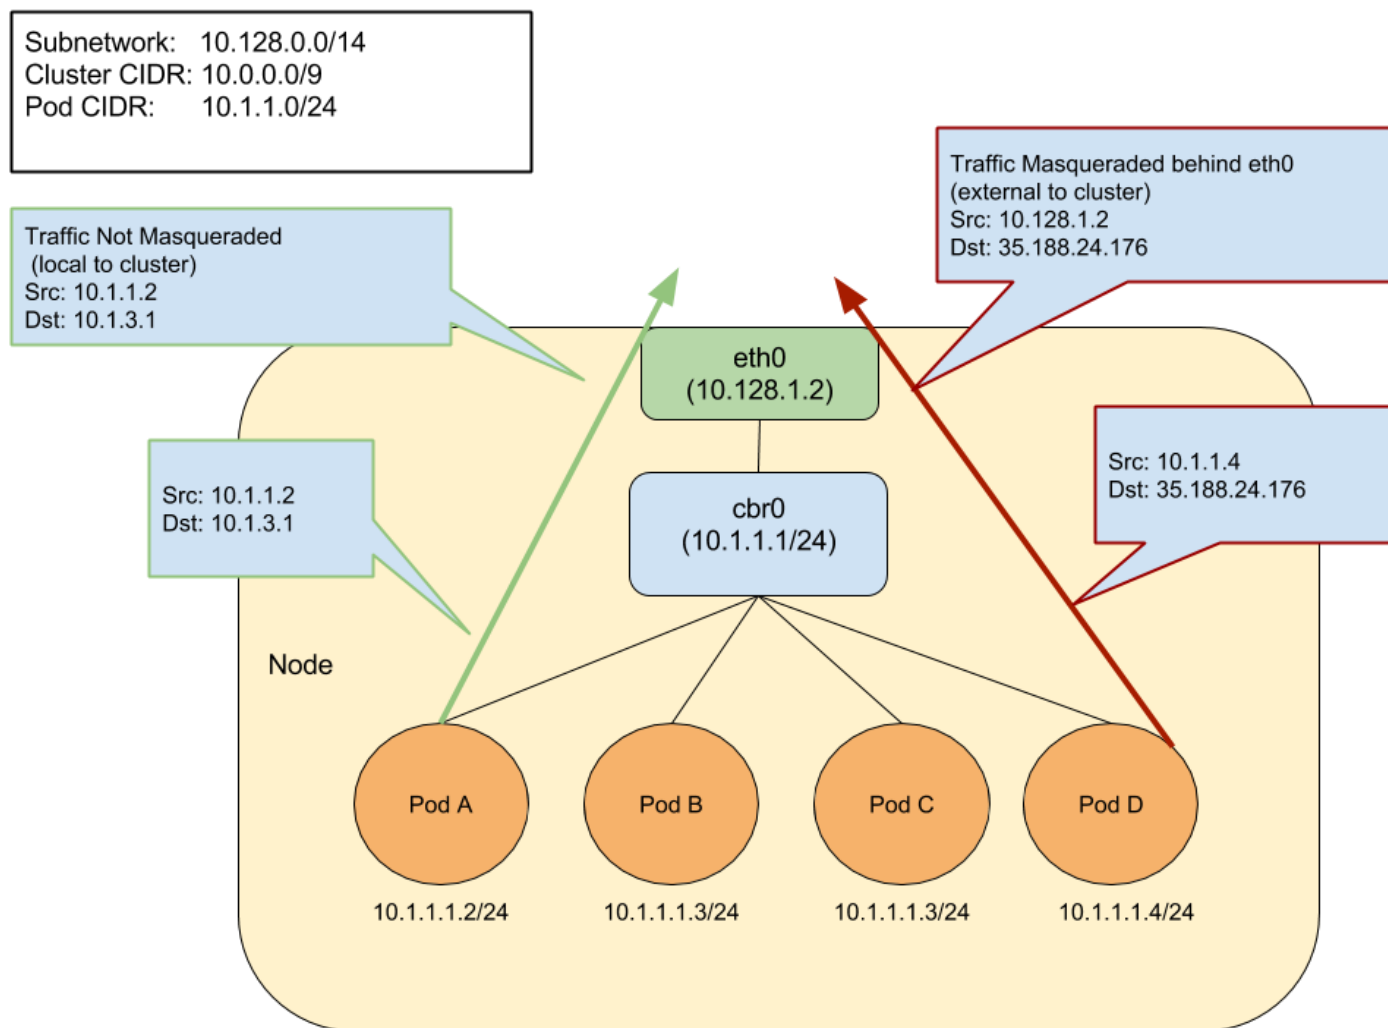 Subnetwork: 10.128.0.0/14
Cluster CIDR: 10.0.0.0/9
Pod CIDR: 10.1.1.0/24
Traffic Masqueraded behind eth0
(external to cluster)
Src: 10.128.1.2
Dst: 35.188.24.176
Traffic Not Masqueraded
(local to cluster)
Src: 10.1.1.2
Dst: 10.1.3.1
eth0
(10.128.1.2)
Src: 10.1.1.4
Dst: 35.188.24.176
Src: 10.1.1.2
Dst: 10.1.3.1
cbr0
(10.1.1.1/24)
Node
Pod A
Pod B
Pod C
Pod D
10.1.1.1.2/24
10.1.1.1.3/24
10.1.1.1.3/24
10.1.1.1.4/24